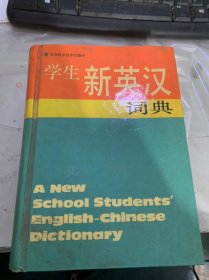 学生
新英汉
词典
A New
School Students'
English-Chinese
Dictionary